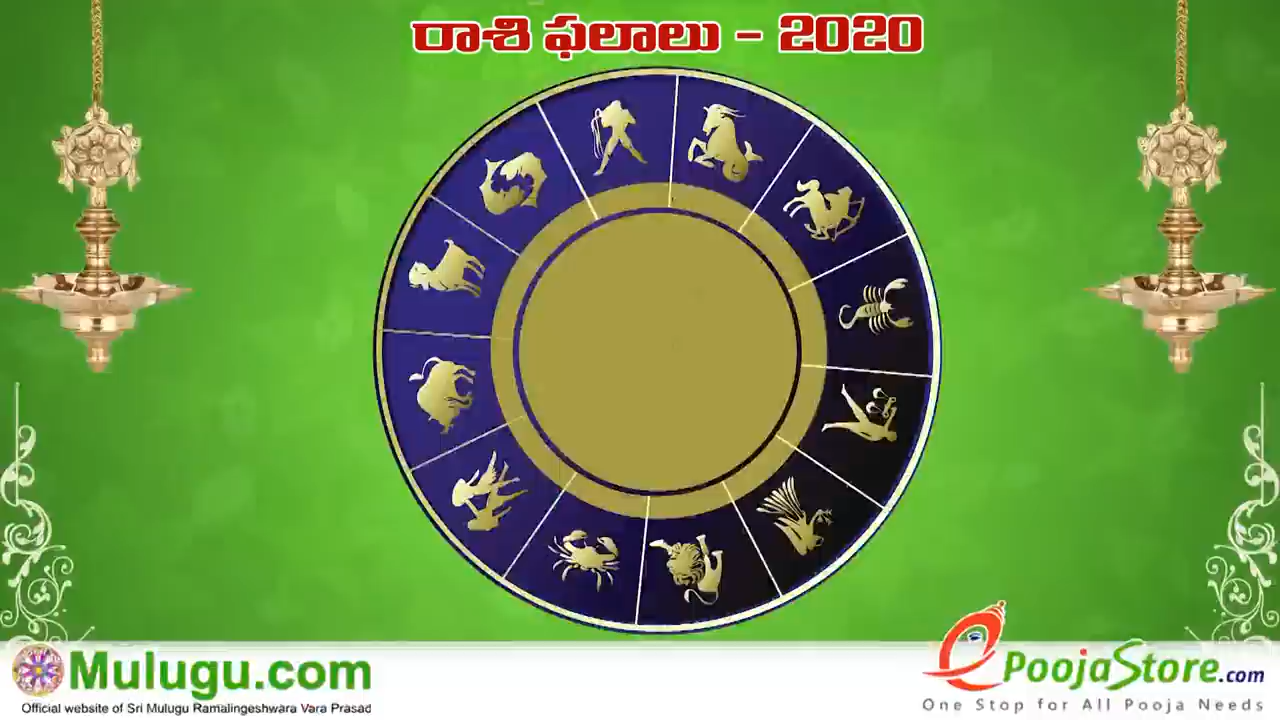 రాశి ఫలాలు - 2020
Mulugu.com
Official website of Sri Mulugu Ramalingeshwara Vara Prasad
ePoojaStore.com
One Stop for All Pooja Needs